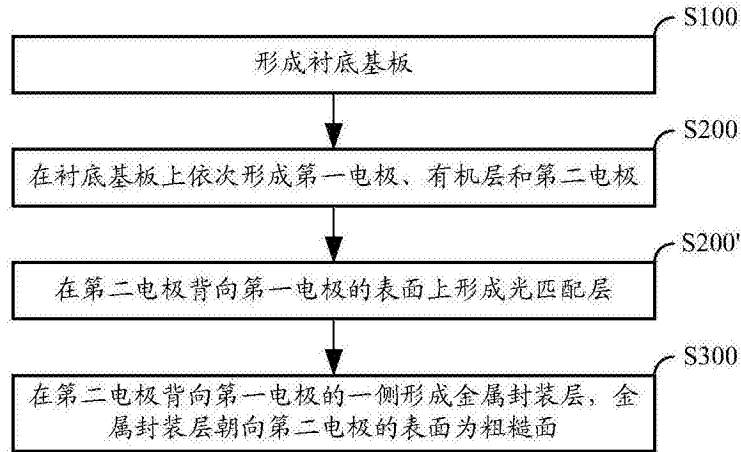 S100
形成衬底基板
S200
在衬底基板上依次形成第一电极、有机层和第二电极
S200'
在第二电极背向第一电极的表面上形成光匹配层
S300
在第二电极背向第一电极的一侧形成金属封装层，金
属封装层朝向第二电极的表面为粗糙面